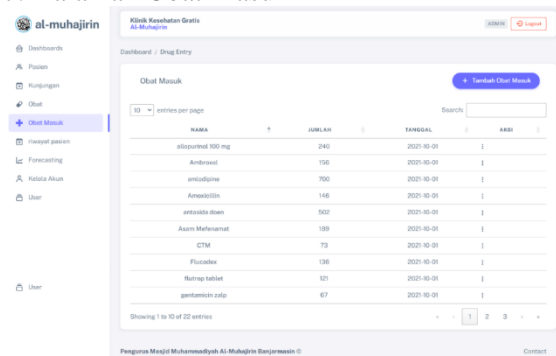 al-muhajirin
Klinik Kesehatan Gratis
Al-Muhajirin
ADMIN Logout
Dashboards
Pasien
Kunjungan
Obat
Obat Masuk
riwayat pasien
Forecasting
Kelola Akun
User
User
Dashboard / Drug Entry
Obat Masuk
+ Tambah Obat Masuk
10 entries per page
Search:
NAMA JUMLAH TANGGAL AKSI
allopurinol 100 mg 240 2021-10-01
Ambroxol 156 2021-10-01
amlodipine 700 2021-10-01
Amoxicillin 146 2021-10-01
antasida doen 502 2021-10-01
Asam Mefenamat 199 2021-10-01
CTM 73 2021-10-01
Flucadex 136 2021-10-01
flutrop tablet 121 2021-10-01
gentamicin zalp 67 2021-10-01
Showing 1 to 10 of 22 entries
« ‹ 1 2 3 › »
Pengurus Masjid Muhammadiyah Al-Muhajirin Banjarmasin ©
Contact